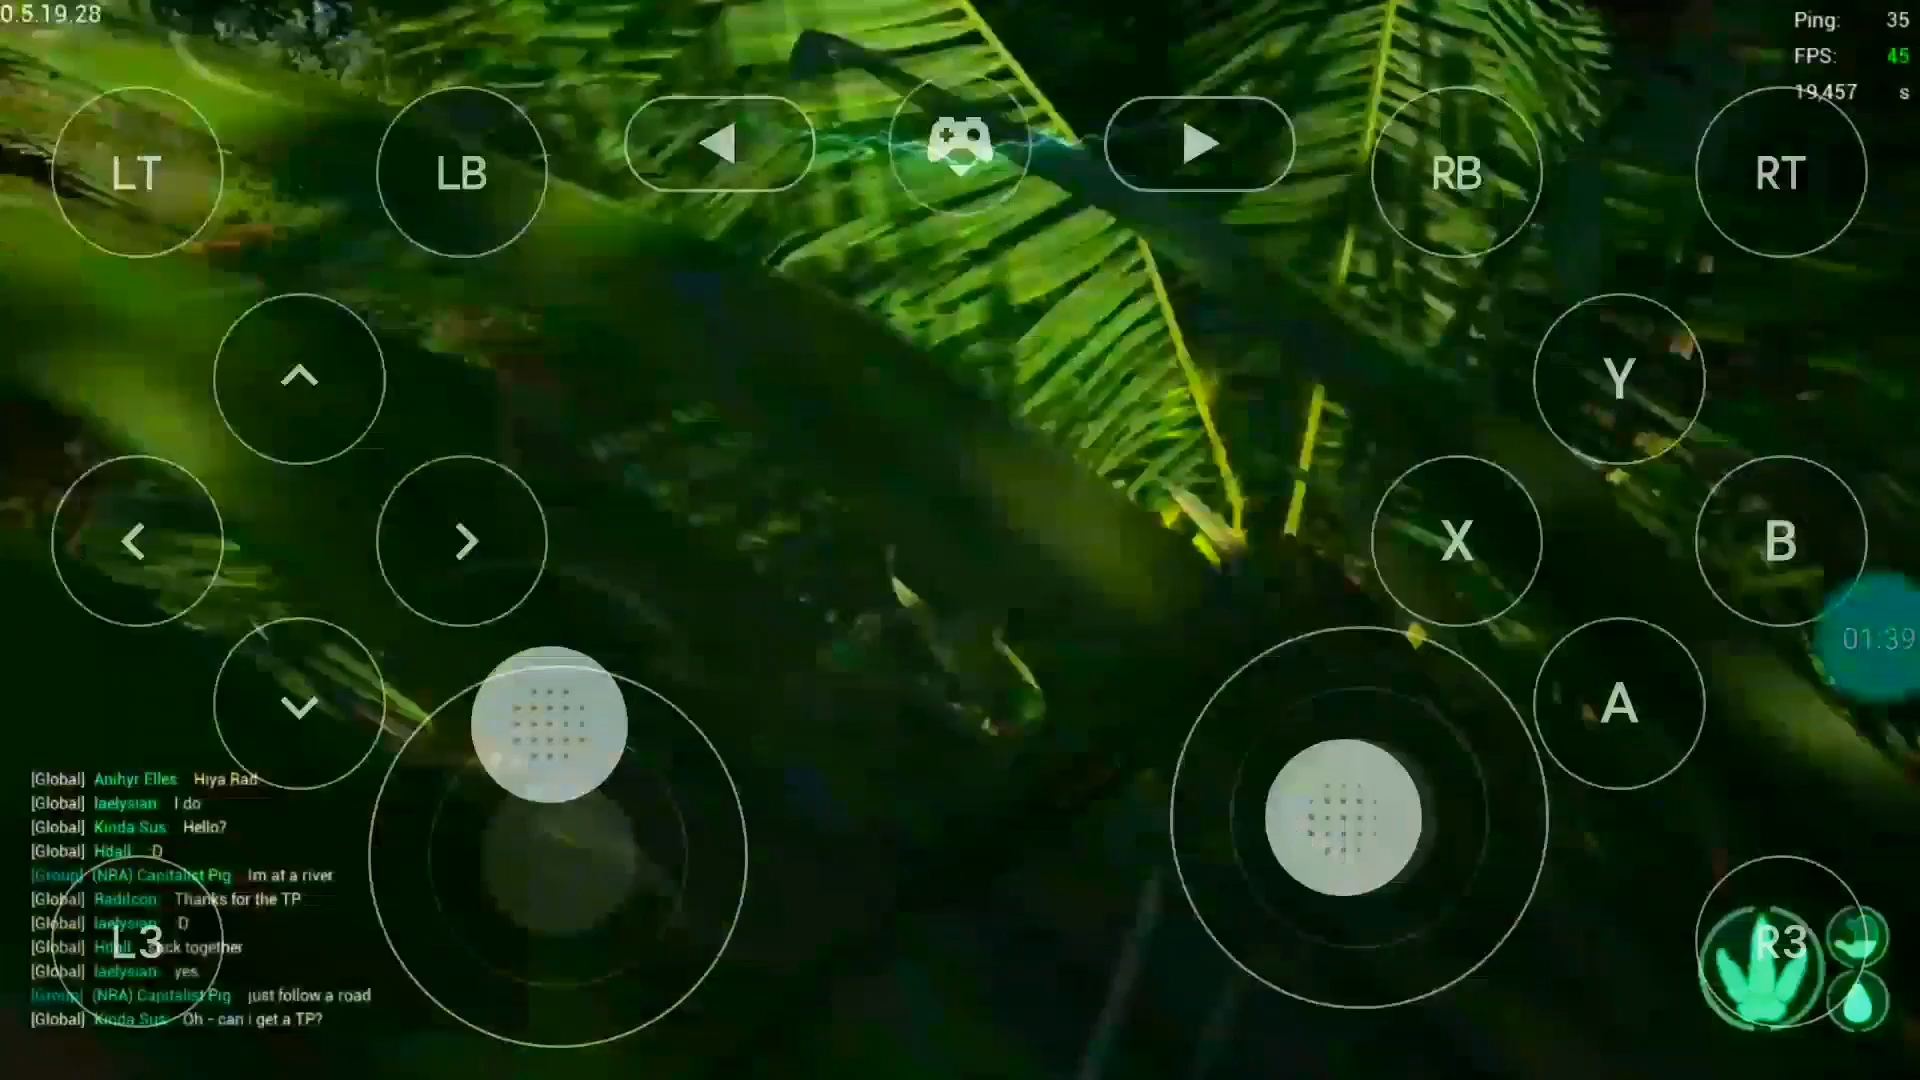 0.5.19.28
Ping: 35
FPS: 45
19,457 s
LT
LB
RB
RT
Y
X
B
A
01:39
[Global] Anihyr Elles Hiya Rad
[Global] laelysian I do
[Global] Kinda Sus Hello?
[Global] Hdall :D
[Group] (NRA) Capitalist Pig Im at a river
[Global] Radilcon Thanks for the TP
[Global] laelysian :D
[Global] Hdall together
[Global] laelysian yes
[Group] (NRA) Capitalist Pig just follow a road
[Global] Kinda Sus Oh - can i get a TP?
L3
R3